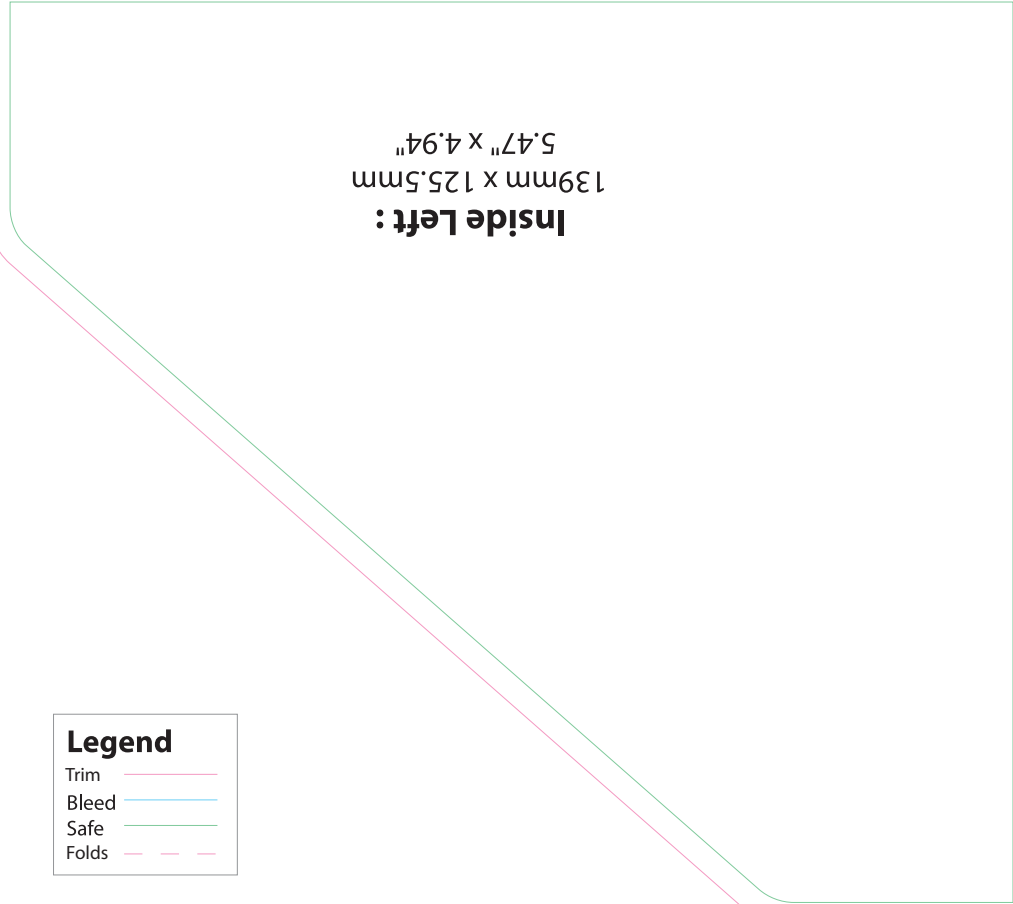 Inside Left :
139mm x 125.5mm
5.47" x 4.94"
Legend
Trim
Bleed
Safe
Folds